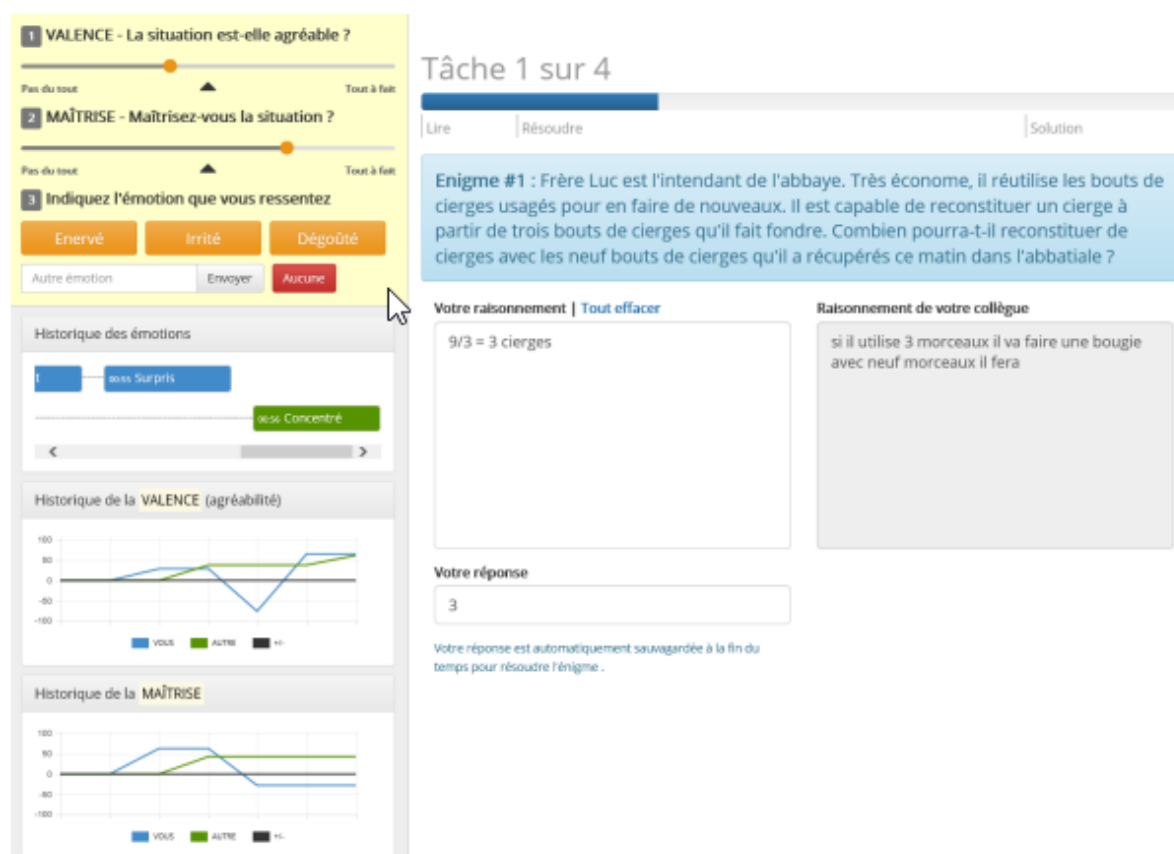 1 VALENCE - La situation est-elle agréable ?
Pas du tout
Tout à fait
2 MAÎTRISE - Maîtrisez-vous la situation ?
Pas du tout
Tout à fait
3 Indiquez l'émotion que vous ressentez
Enervé
Irrité
Dégoûté
Autre émotion
Envoyer
Aucune
Historique des émotions
t
00:55 Surpris
00:56 Concentré
Historique de la VALENCE (agréabilité)
100
50
0
-50
-100
VOUS
AUTRE
+/-
Historique de la MAÎTRISE
100
50
0
-50
-100
VOUS
AUTRE
+/-
Tâche 1 sur 4
Lire
Résoudre
Solution
Enigme #1 : Frère Luc est l'intendant de l'abbaye. Très économe, il réutilise les bouts de
cierges usagés pour en faire de nouveaux. Il est capable de reconstituer un cierge à
partir de trois bouts de cierges qu'il fait fondre. Combien pourra-t-il reconstituer de
cierges avec les neuf bouts de cierges qu'il a récupérés ce matin dans l'abbatiale ?
Votre raisonnement | Tout effacer
9/3 = 3 cierges
Raisonnement de votre collègue
si il utilise 3 morceaux il va faire une bougie
avec neuf morceaux il fera
Votre réponse
3
Votre réponse est automatiquement sauvagardée à la fin du
temps pour résoudre l'énigme .